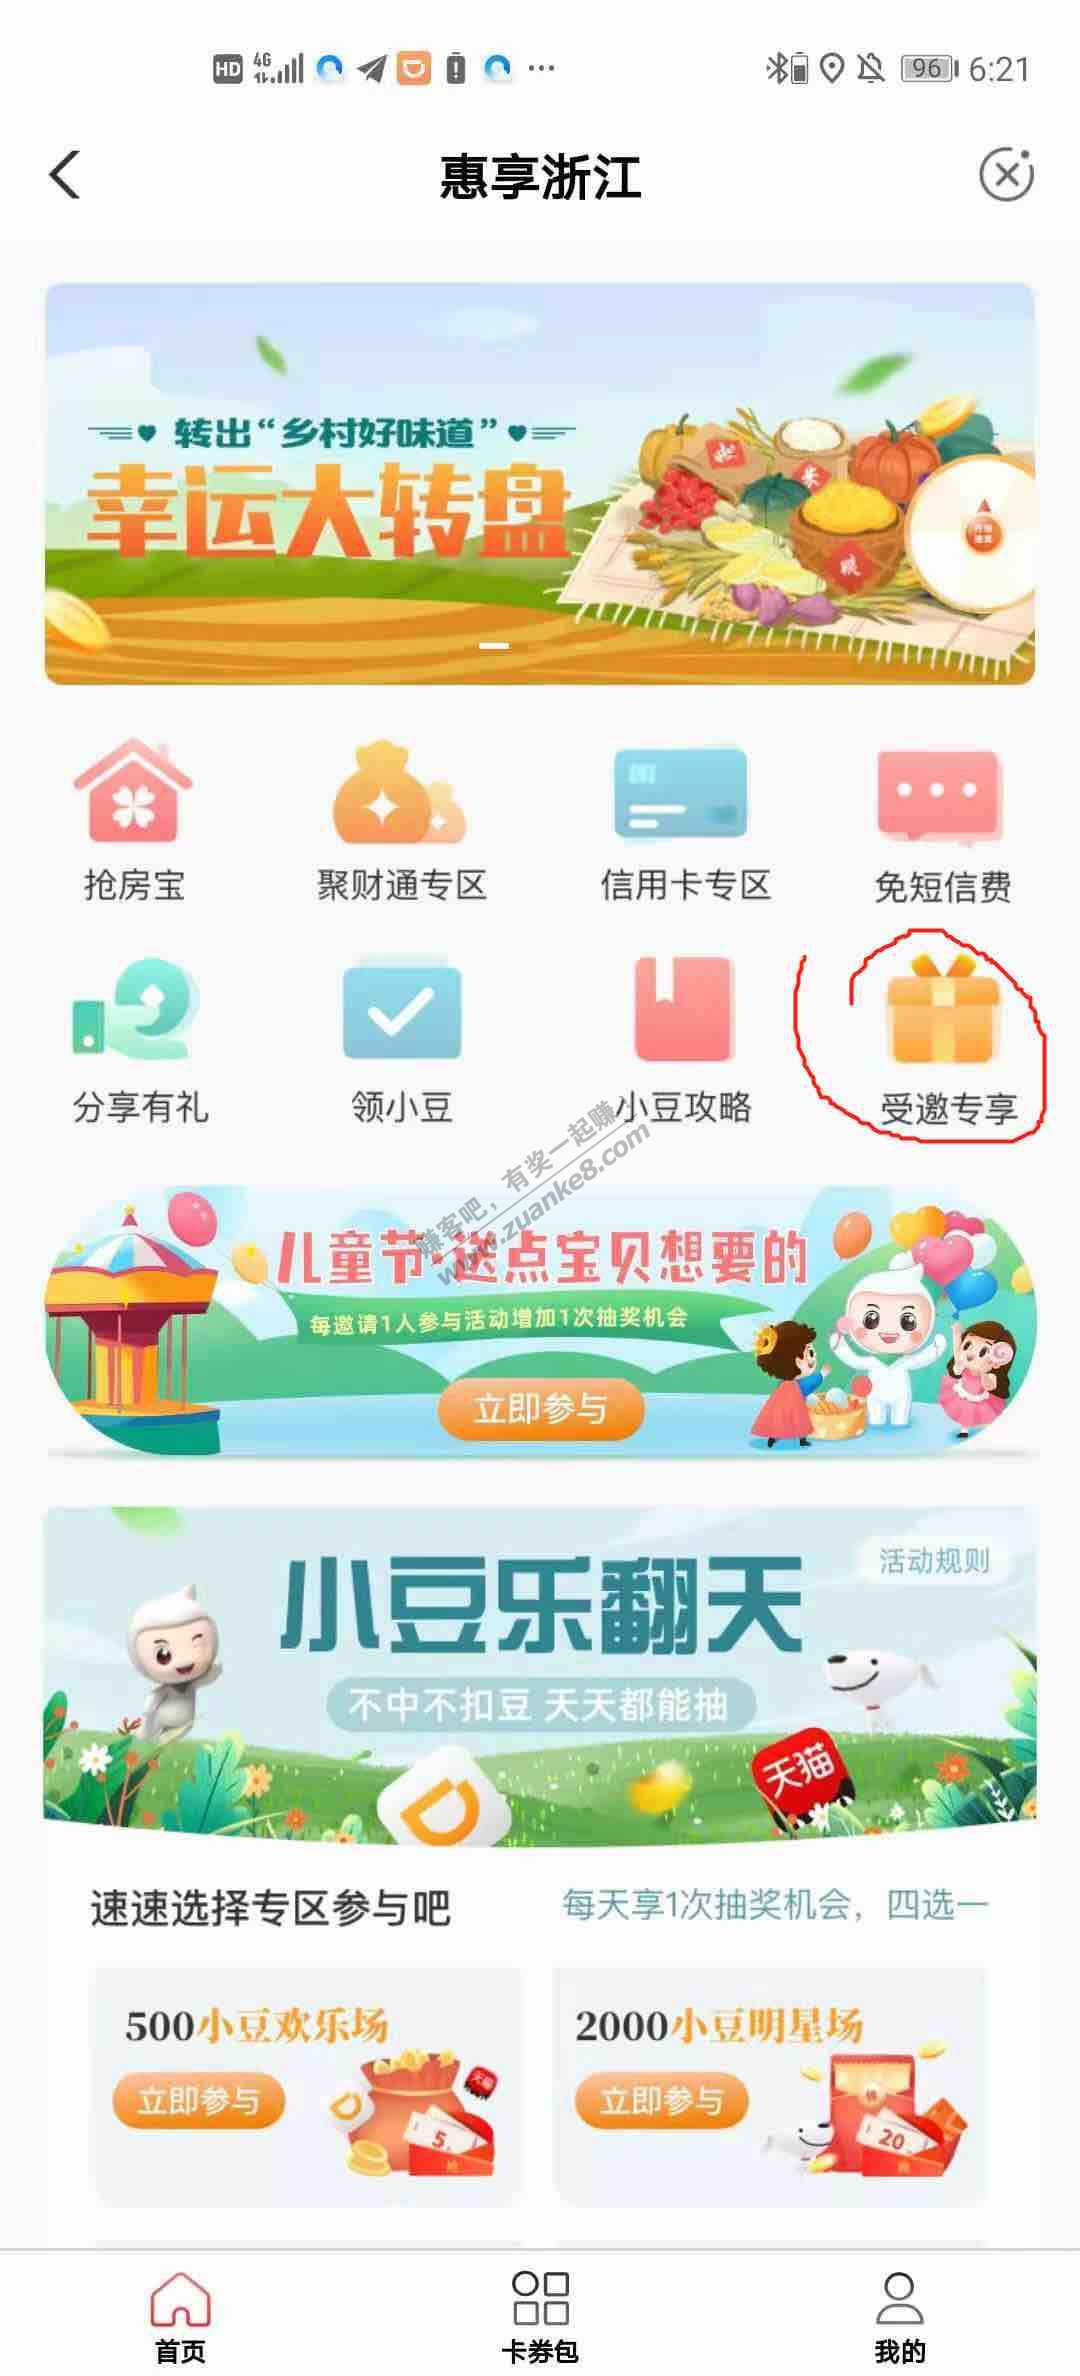 HD 4G 96 6:21
惠享浙江
转出“乡村好味道”
幸运大转盘
抢房宝 聚财通专区 信用卡专区 免短信费
分享有礼 领小豆 小豆攻略 受邀专享
赚客吧，有奖一起赚
www.zuanke8.com
儿童节·送点宝贝想要的
每邀请1人参与活动增加1次抽奖机会
立即参与
活动规则
小豆乐翻天
不中不扣豆 天天都能抽
天猫
速速选择专区参与吧 每天享1次抽奖机会，四选一
500小豆欢乐场 2000小豆明星场
立即参与 立即参与
天猫
5 20
首页 卡券包 我的